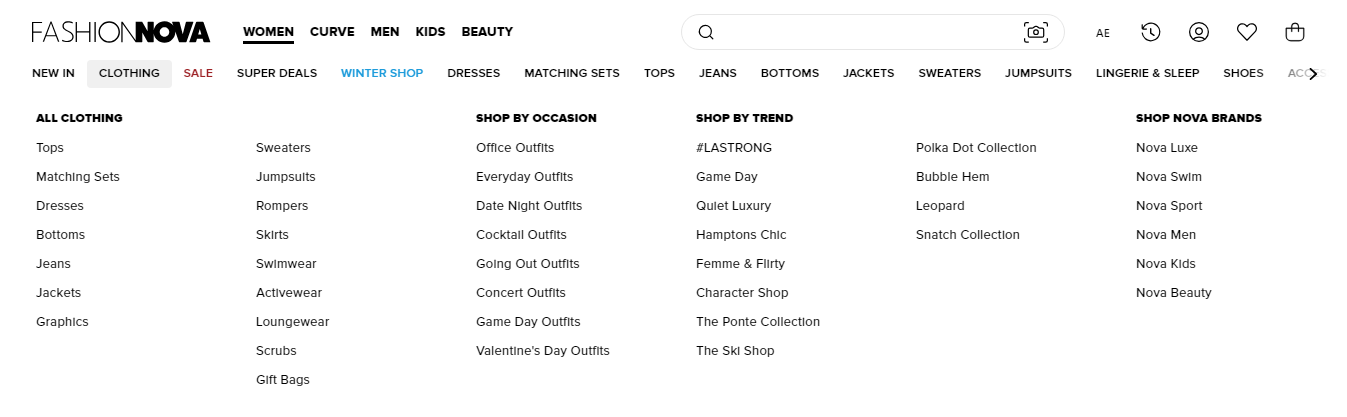 FASHIONNOVA
WOMEN CURVE MEN KIDS BEAUTY
AE
NEW IN CLOTHING SALE SUPER DEALS WINTER SHOP DRESSES MATCHING SETS TOPS JEANS BOTTOMS JACKETS SWEATERS JUMPSUITS LINGERIE & SLEEP SHOES
ALL CLOTHING
Tops
Matching Sets
Dresses
Bottoms
Jeans
Jackets
Graphics
Sweaters
Jumpsuits
Rompers
Skirts
Swimwear
Activewear
Loungewear
Scrubs
Gift Bags
SHOP BY OCCASION
Office Outfits
Everyday Outfits
Date Night Outfits
Cocktail Outfits
Going Out Outfits
Concert Outfits
Game Day Outfits
Valentine's Day Outfits
SHOP BY TREND
#LASTRONG
Game Day
Quiet Luxury
Hamptons Chic
Femme & Flirty
Character Shop
The Ponte Collection
The Ski Shop
Polka Dot Collection
Bubble Hem
Leopard
Snatch Collection
SHOP NOVA BRANDS
Nova Luxe
Nova Swim
Nova Sport
Nova Men
Nova Kids
Nova Beauty